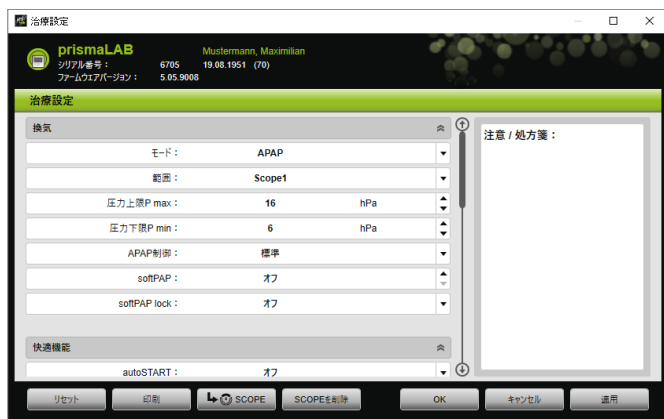 治療設定
prismaLAB
Mustermann, Maximilian
シリアル番号： 6705 19.08.1951 (70)
ファームウエアバージョン： 5.05.9008
治療設定
換気
モード： APAP
範囲： Scope1
圧力上限P max： 16 hPa
圧力下限P min： 6 hPa
APAP制御： 標準
softPAP： オフ
softPAP lock： オフ
快適機能
autoSTART： オフ
注意 / 処方箋：
リセット 印刷 SCOPE SCOPEを削除 OK キャンセル 適用